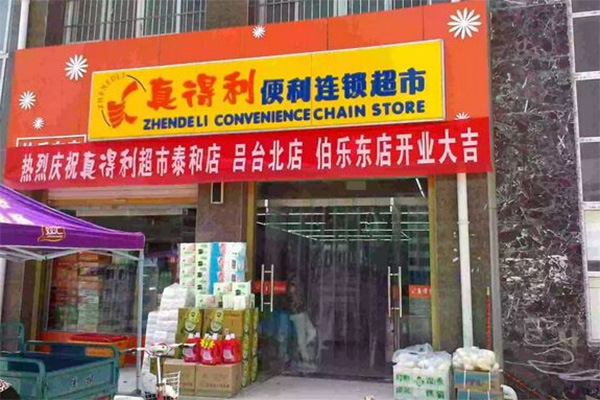 ZHENDELI
真得利 便利连锁超市
ZHENDELI CONVENIENCE CHAIN STORE
热烈庆祝真得利超市泰和店 吕台北店 伯乐东店开业大吉